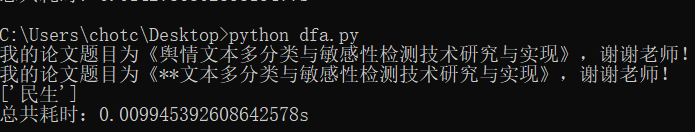 C:\Users\chotc\Desktop>python dfa.py
我的论文题目为《舆情文本多分类与敏感性检测技术研究与实现》，谢谢老师！
我的论文题目为《**文本多分类与敏感性检测技术研究与实现》，谢谢老师！
['民生']
总共耗时：0.009945392608642578s